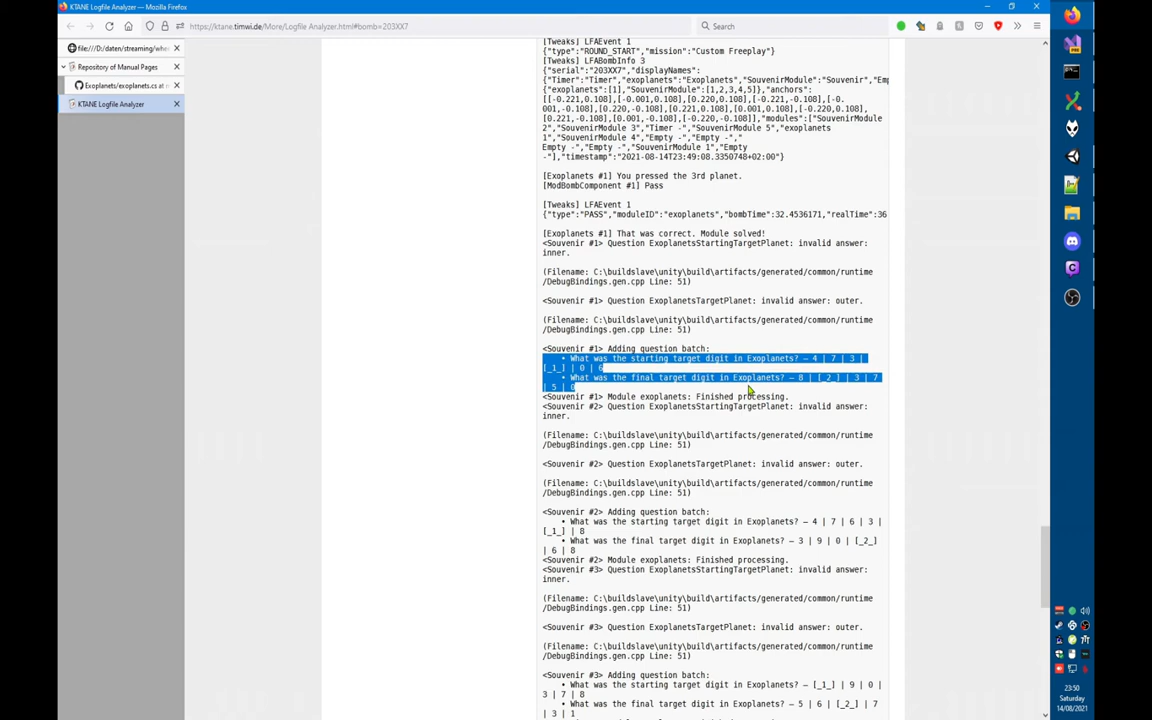 KTANE Logfile Analyzer — Mozilla Firefox
https://ktane.timwi.de/More/Logfile Analyzer.html#bomb=203XX7
Search
file:///D:/daten/streaming/whe
Repository of Manual Pages
Exoplanets/exoplanets.cs at m
KTANE Logfile Analyzer
[Tweaks] LFAEvent 1
{"type":"ROUND_START","mission":"Custom Freeplay"}
[Tweaks] LFABombInfo 3
{"serial":"203XX7","displayNames":
{"Timer":"Timer","exoplanets":"Exoplanets","SouvenirModule":"Souvenir","Em
{"exoplanets":[1],"SouvenirModule":[1,2,3,4,5]},"anchors":
[[-0.221,0.108],[-0.001,0.108],[0.220,0.108],[-0.221,-0.108],[-0.
001,-0.108],[0.220,-0.108],[0.221,0.108],[0.001,0.108],[-0.220,0.108],
[0.221,-0.108],[0.001,-0.108],[-0.220,-0.108]],"modules":["SouvenirModule
2","SouvenirModule 3","Timer -","SouvenirModule 5","exoplanets
1","SouvenirModule 4","Empty -","Empty -","
Empty -","Empty -","SouvenirModule 1","Empty
-"],"timestamp":"2021-08-14T23:49:08.3350748+02:00"}
[Exoplanets #1] You pressed the 3rd planet.
[ModBombComponent #1] Pass
[Tweaks] LFAEvent 1
{"type":"PASS","moduleID":"exoplanets","bombTime":32.4536171,"realTime":36
[Exoplanets #1] That was correct. Module solved!
<Souvenir #1> Question ExoplanetsStartingTargetPlanet: invalid answer:
inner.
(Filename: C:\buildslave\unity\build\artifacts/generated/common/runtime
/DebugBindings.gen.cpp Line: 51)
<Souvenir #1> Question ExoplanetsTargetPlanet: invalid answer: outer.
(Filename: C:\buildslave\unity\build\artifacts/generated/common/runtime
/DebugBindings.gen.cpp Line: 51)
<Souvenir #1> Adding question batch:
• What was the starting target digit in Exoplanets? — 4 | 7 | 3 |
[_1_] | 0 | 6
• What was the final target digit in Exoplanets? — 8 | [_2_] | 3 | 7
| 5 | 0
<Souvenir #1> Module exoplanets: Finished processing.
<Souvenir #2> Question ExoplanetsStartingTargetPlanet: invalid answer:
inner.
(Filename: C:\buildslave\unity\build\artifacts/generated/common/runtime
/DebugBindings.gen.cpp Line: 51)
<Souvenir #2> Question ExoplanetsTargetPlanet: invalid answer: outer.
(Filename: C:\buildslave\unity\build\artifacts/generated/common/runtime
/DebugBindings.gen.cpp Line: 51)
<Souvenir #2> Adding question batch:
• What was the starting target digit in Exoplanets? — 4 | 7 | 6 | 3 |
[_1_] | 8
• What was the final target digit in Exoplanets? — 3 | 9 | 0 | [_2_]
| 6 | 8
<Souvenir #2> Module exoplanets: Finished processing.
<Souvenir #3> Question ExoplanetsStartingTargetPlanet: invalid answer:
inner.
(Filename: C:\buildslave\unity\build\artifacts/generated/common/runtime
/DebugBindings.gen.cpp Line: 51)
<Souvenir #3> Question ExoplanetsTargetPlanet: invalid answer: outer.
(Filename: C:\buildslave\unity\build\artifacts/generated/common/runtime
/DebugBindings.gen.cpp Line: 51)
<Souvenir #3> Adding question batch:
• What was the starting target digit in Exoplanets? — [_1_] | 9 | 0 |
3 | 7 | 8
• What was the final target digit in Exoplanets? — 5 | 6 | [_2_] | 7
| 3 | 1
23:50
Saturday
14/08/2021